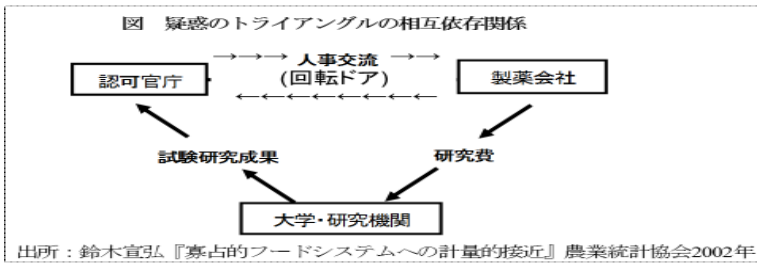 図 疑惑のトライアングルの相互依存関係
→→→ 人事交流 →→
認可官庁 (回転ドア) 製薬会社
←←←←←←←←
試験研究成果 研究費
大学・研究機関
出所：鈴木宣弘『寡占的フードシステムへの計量的接近』農業統計協会2002年